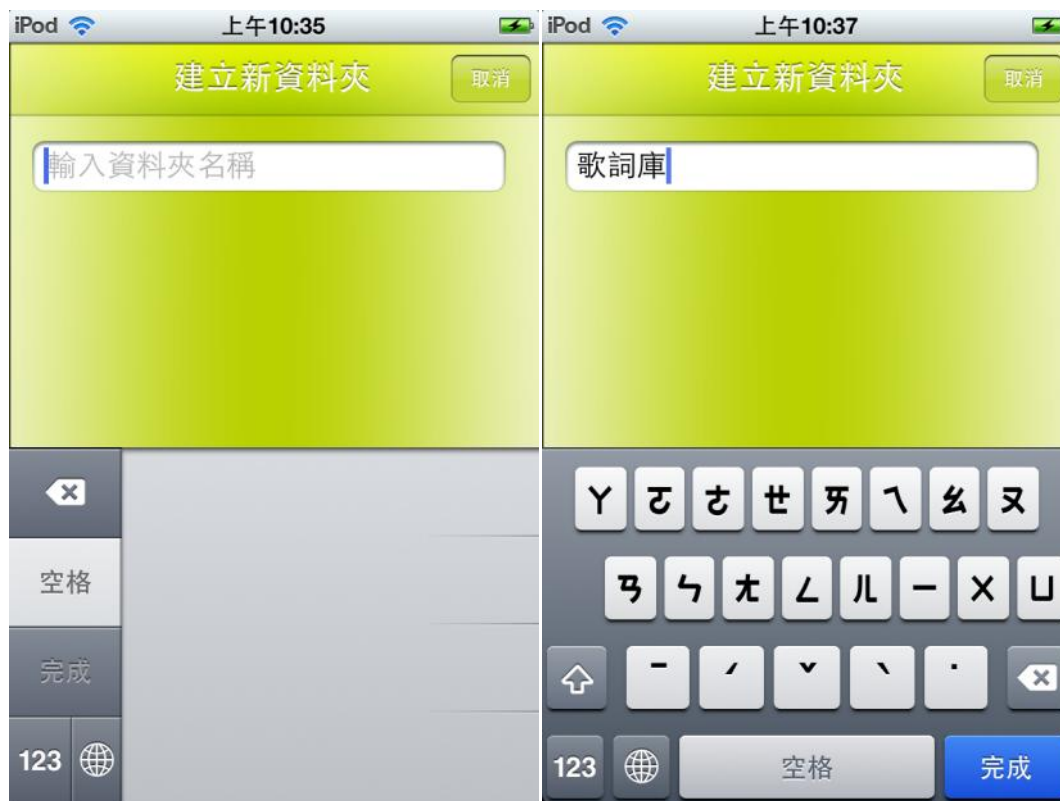 iPod 上午10:35
建立新資料夾 取消
輸入資料夾名稱
空格
完成
123
iPod 上午10:37
建立新資料夾 取消
歌詞庫
ㄚ ㄛ ㄜ ㄝ ㄞ ㄟ ㄠ ㄡ
ㄢ ㄣ ㄤ ㄥ ㄦ ㄧ ㄨ ㄩ
ˉ ˊ ˇ ˋ ˙
123 空格 完成